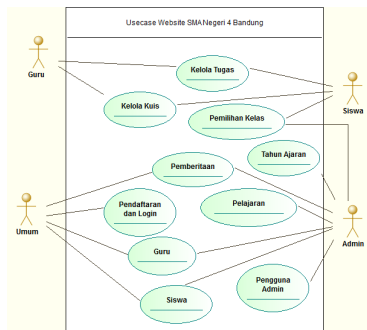 Usecase Website SMA Negeri 4 Bandung
Guru
Kelola Tugas
Siswa
Kelola Kuis
Pemilihan Kelas
Tahun Ajaran
Pemberitaan
Umum
Pendaftaran
dan Login
Pelajaran
Admin
Guru
Pengguna
Admin
Siswa